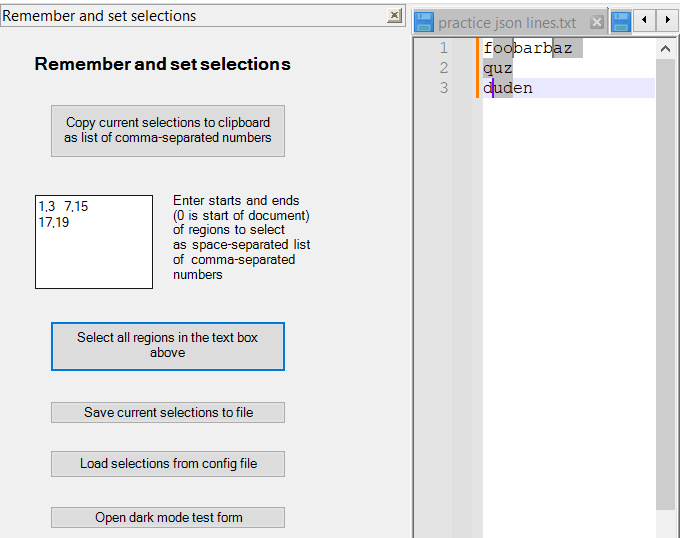 Remember and set selections
practice json lines.txt
Remember and set selections
Copy current selections to clipboard
as list of comma-separated numbers
1,3  7,15
17,19
Enter starts and ends
(0 is start of document)
of regions to select
as space-separated list
of comma-separated
numbers
Select all regions in the text box
above
Save current selections to file
Load selections from config file
Open dark mode test form
1 foobarbaz
2 quz
3 duden